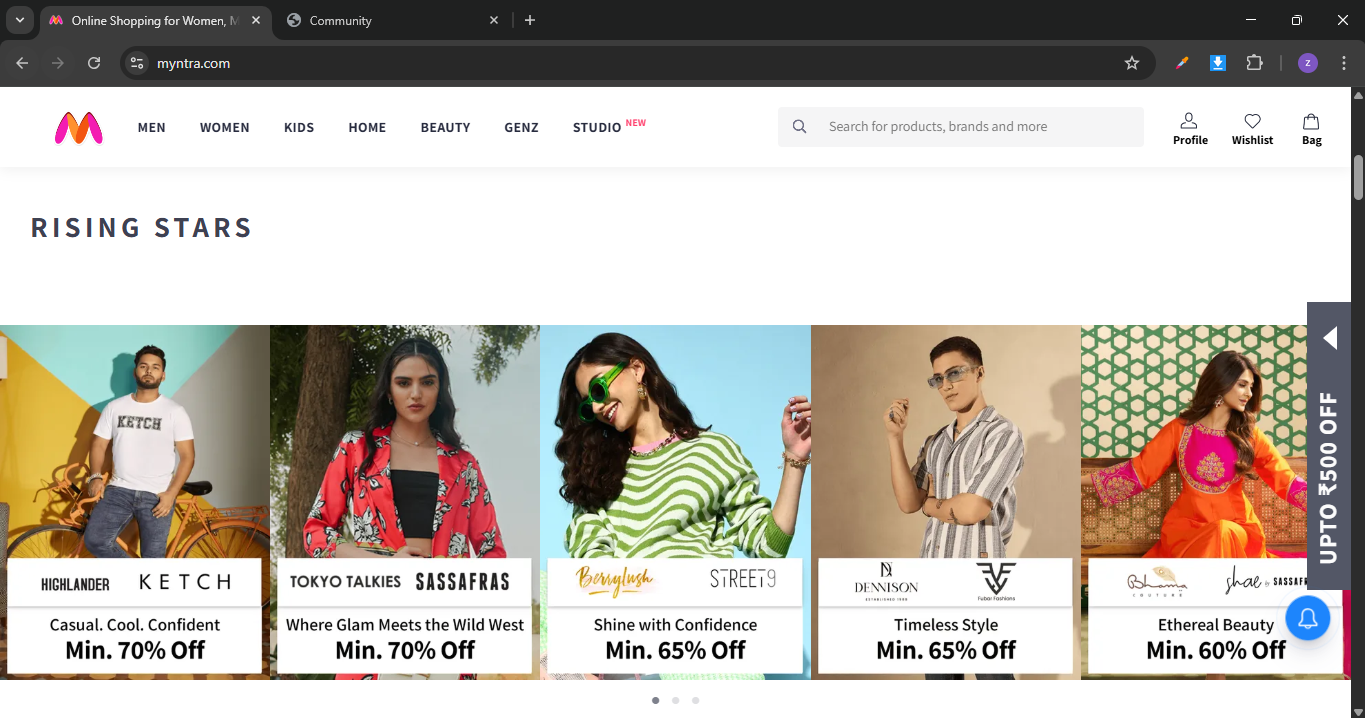 Online Shopping for Women, M
Community
myntra.com
z
MEN
WOMEN
KIDS
HOME
BEAUTY
GENZ
STUDIO NEW
Search for products, brands and more
Profile
Wishlist
Bag
RISING STARS
UPTO ₹500 OFF
KETCH
HIGHLANDER KETCH
Casual. Cool. Confident
Min. 70% Off
TOKYO TALKIES SASSAFRAS
Where Glam Meets the Wild West
Min. 70% Off
Berrylush STREET9
Shine with Confidence
Min. 65% Off
DENNISON
ESTABLISHED
Fubar Fashions
Timeless Style
Min. 65% Off
Bhama
COUTURE
shae by SASSAFR
Ethereal Beauty
Min. 60% Off